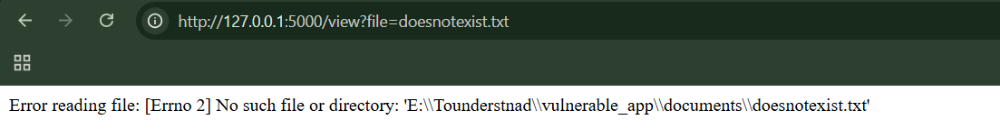 http://127.0.0.1:5000/view?file=doesnotexist.txt
Error reading file: [Errno 2] No such file or directory: 'E:\\Tounderstnad\\vulnerable_app\\documents\\doesnotexist.txt'